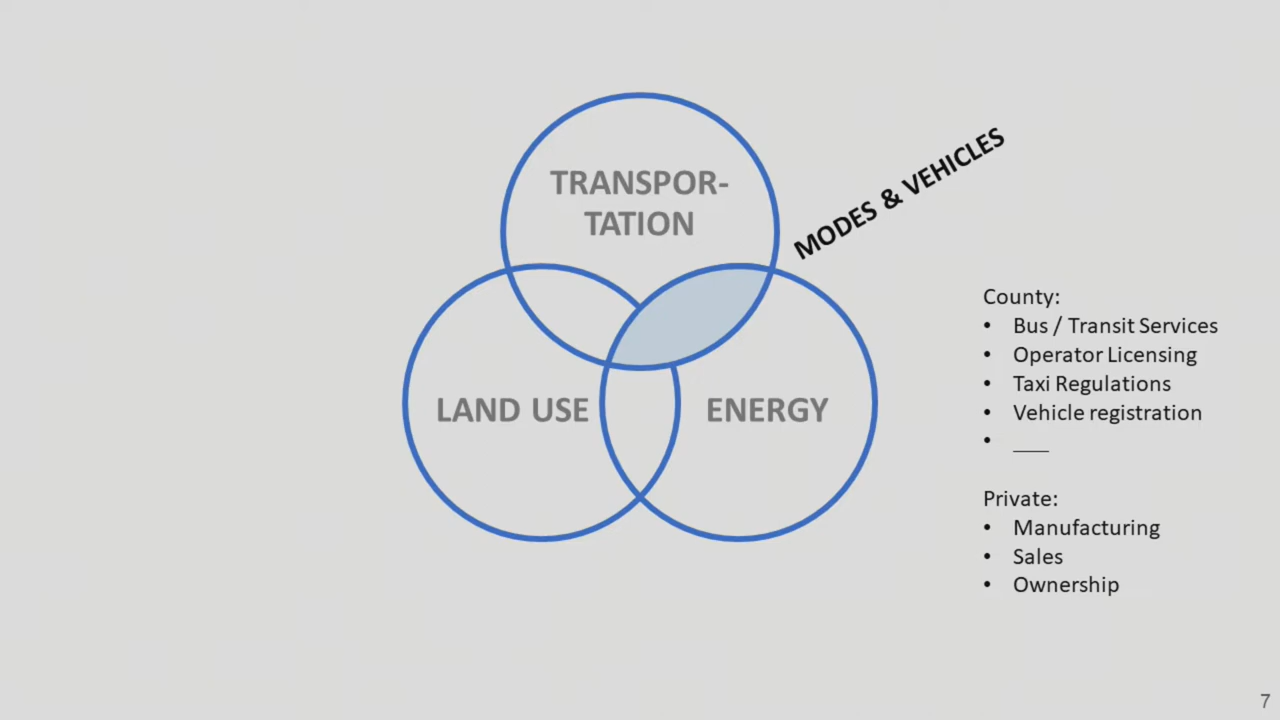 TRANSPOR-
TATION
MODES & VEHICLES
LAND USE
ENERGY
County:
• Bus / Transit Services
• Operator Licensing
• Taxi Regulations
• Vehicle registration
• ___
Private:
• Manufacturing
• Sales
• Ownership
7